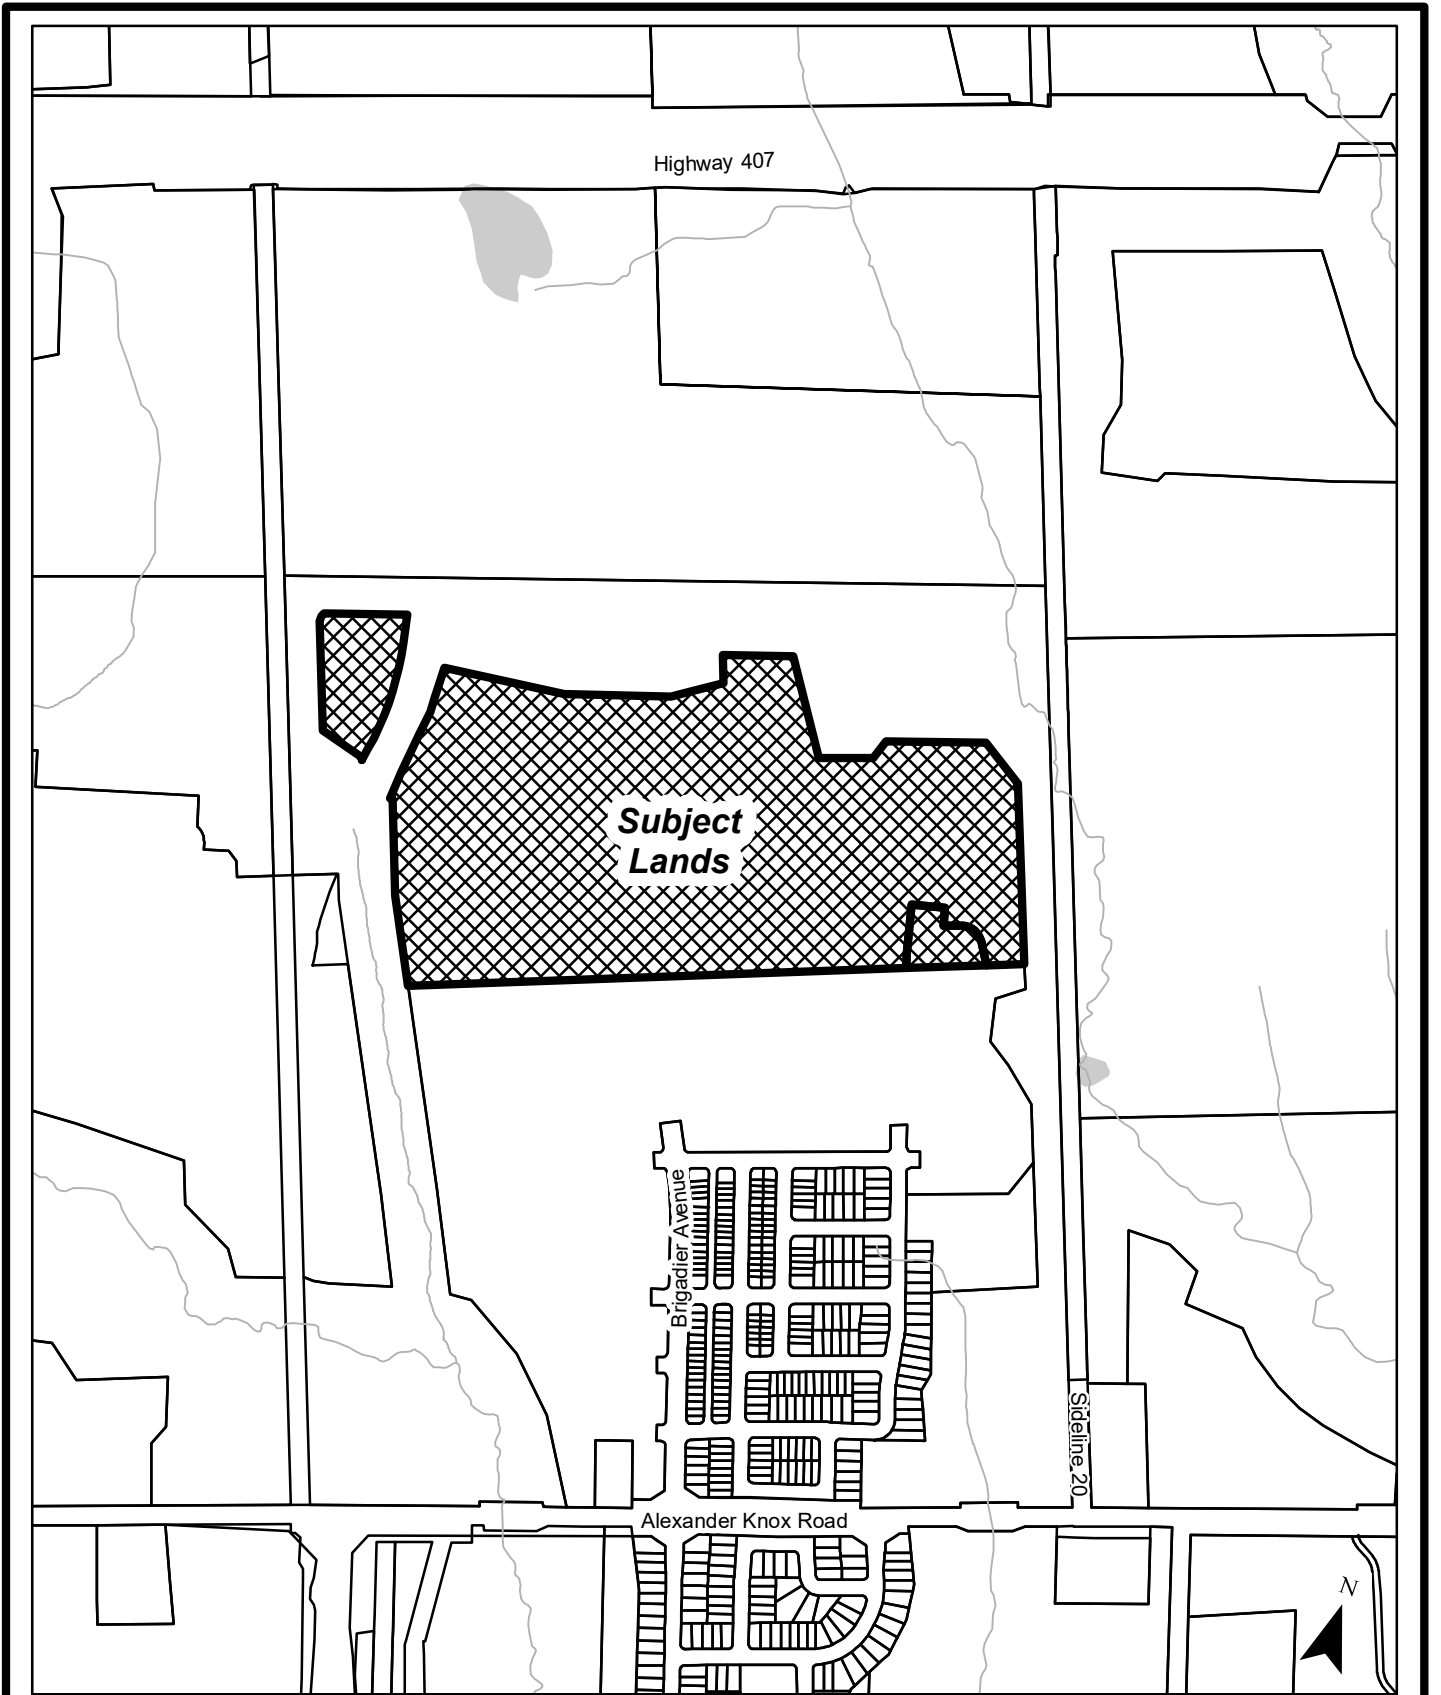 Highway 407
Subject
Lands
Brigadier Avenue
Sideline 20
Alexander Knox Road
N